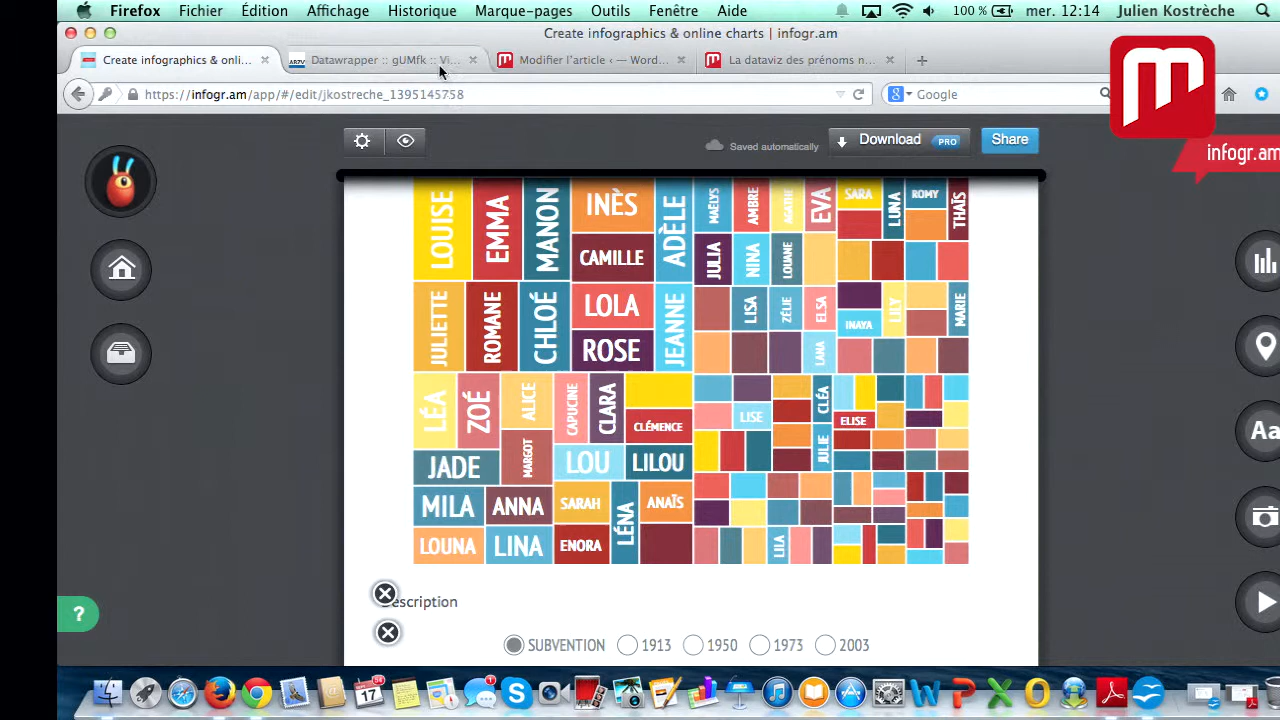 Firefox Fichier Édition Affichage Historique Marque-pages Outils Fenêtre Aide 100 % mer. 12:14 Julien Kostrèche
Create infographics & online charts | infogr.am
Create infographics & onli... Datawrapper :: gUMfk :: Vi... Modifier l'article ‹ — Word... La dataviz des prénoms n...
https://infogr.am/app/#/edit/jkostreche_1395145758 Google
Saved automatically Download PRO Share
infogr.am
LOUISE EMMA MANON INÈS ADÈLE MAËLYS AMBRE AGATHE EVA SARA LUNA ROMY THAÏS
CAMILLE JULIA NINA LOUANE
JULIETTE ROMANE CHLOÉ LOLA JEANNE LISA ZÉLIE ELSA LILY MARIE
INAYA
ROSE LANA
LÉA ZOÉ ALICE CAPUCINE CLARA CLÉA
LISE ELISE
CLÉMENCE
MARGOT JULIE
JADE LOU LILOU
MILA ANNA SARAH LÉNA ANAÏS
LOUNA LINA ENORA LILA
Aa
Description
?
SUBVENTION 1913 1950 1973 2003
17